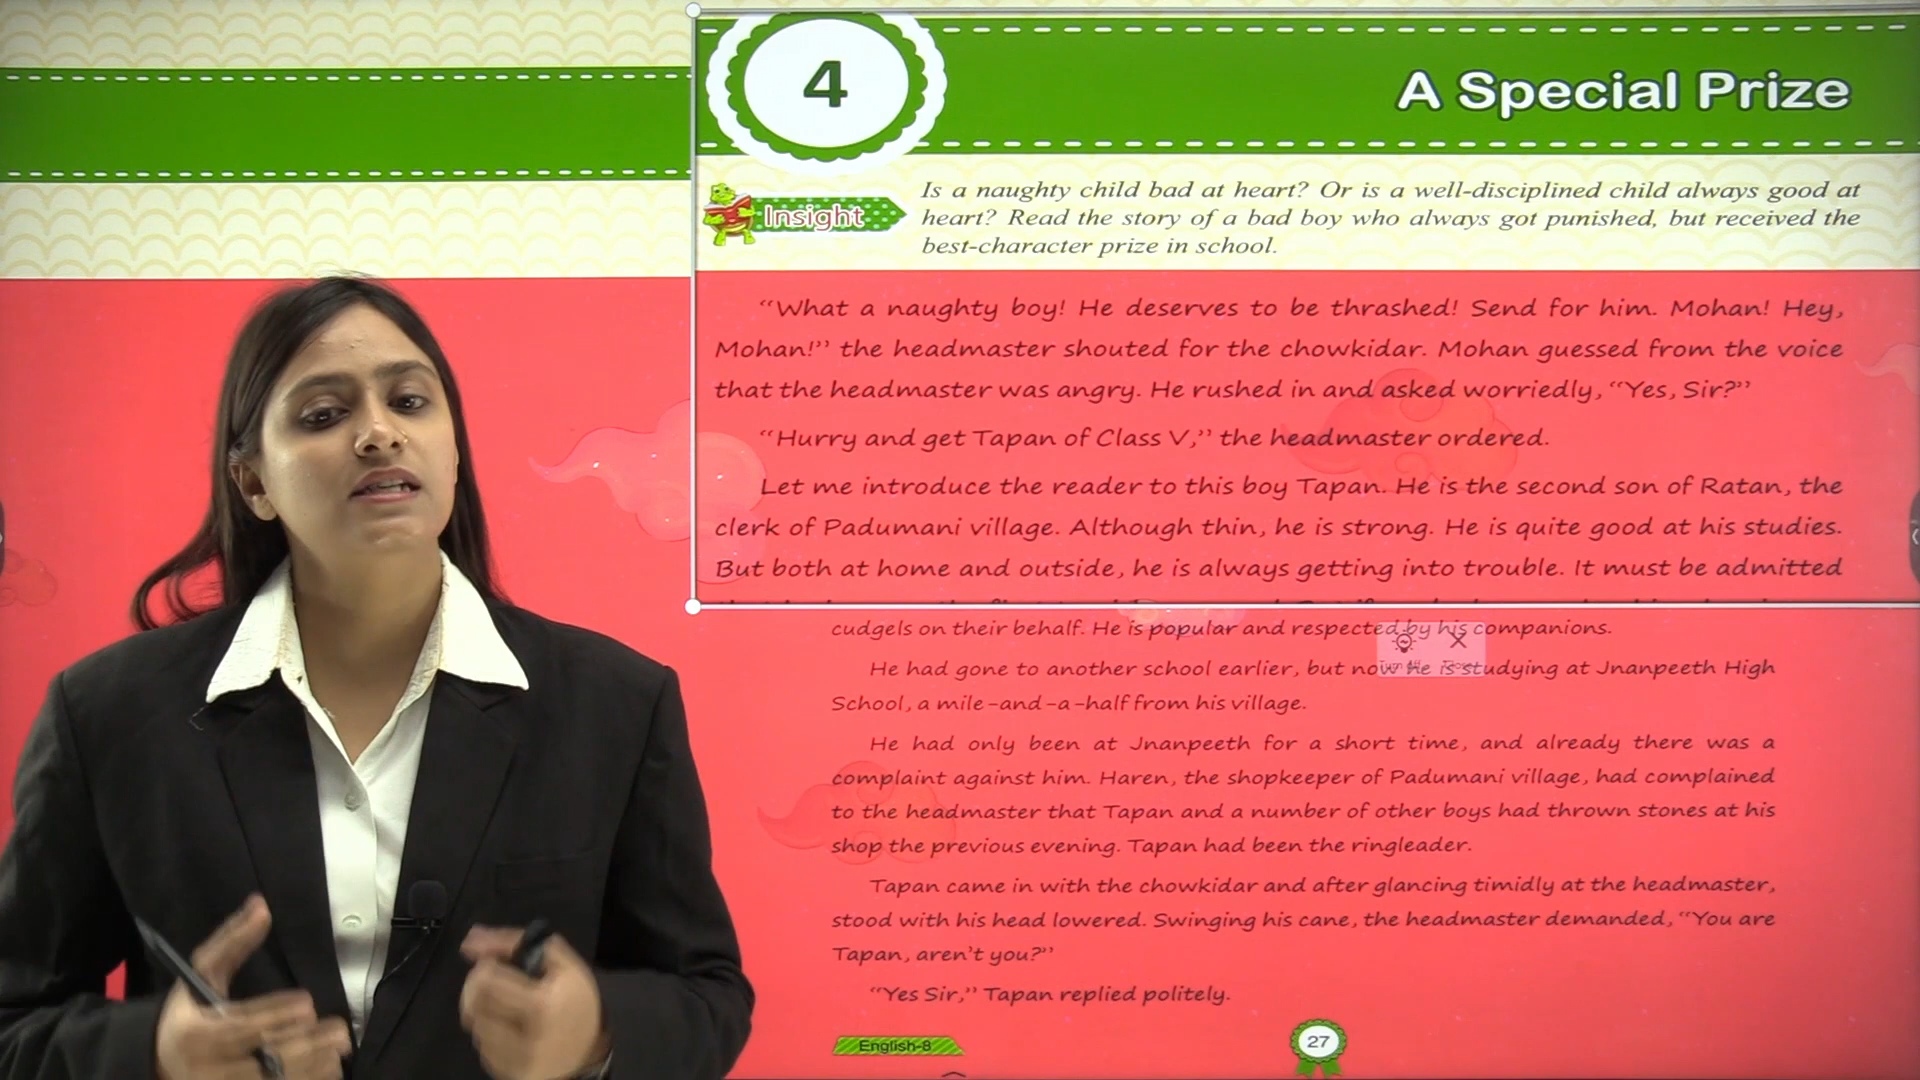 4
A Special Prize
Insight
Is a naughty child bad at heart? Or is a well-disciplined child always good at
heart? Read the story of a bad boy who always got punished, but received the
best-character prize in school.
“What a naughty boy! He deserves to be thrashed! Send for him. Mohan! Hey,
Mohan!” the headmaster shouted for the chowkidar. Mohan guessed from the voice
that the headmaster was angry. He rushed in and asked worriedly, “Yes, Sir?”
“Hurry and get Tapan of Class V,” the headmaster ordered.
Let me introduce the reader to this boy Tapan. He is the second son of Ratan, the
clerk of Padumani village. Although thin, he is strong. He is quite good at his studies.
But both at home and outside, he is always getting into trouble. It must be admitted
cudgels on their behalf. He is popular and respected by his companions.
He had gone to another school earlier, but now He is studying at Jnanpeeth High
School, a mile-and-a-half from his village.
He had only been at Jnanpeeth for a short time, and already there was a
complaint against him. Haren, the shopkeeper of Padumani village, had complained
to the headmaster that Tapan and a number of other boys had thrown stones at his
shop the previous evening. Tapan had been the ringleader.
Tapan came in with the chowkidar and after glancing timidly at the headmaster,
stood with his head lowered. Swinging his cane, the headmaster demanded, “You are
Tapan, aren’t you?”
“Yes Sir,” Tapan replied politely.
English-8
27